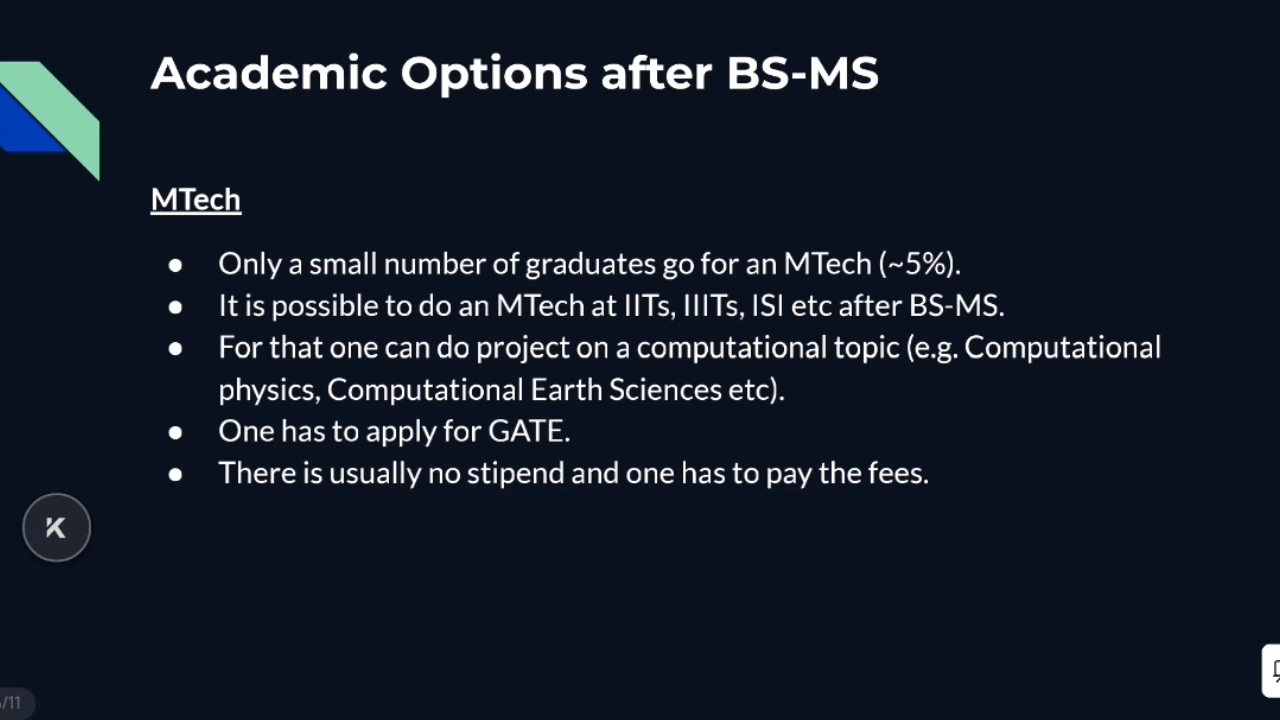 Academic Options after BS-MS
MTech
● Only a small number of graduates go for an MTech (~5%).
● It is possible to do an MTech at IITs, IIITs, ISI etc after BS-MS.
● For that one can do project on a computational topic (e.g. Computational
physics, Computational Earth Sciences etc).
● One has to apply for GATE.
● There is usually no stipend and one has to pay the fees.
K
/11